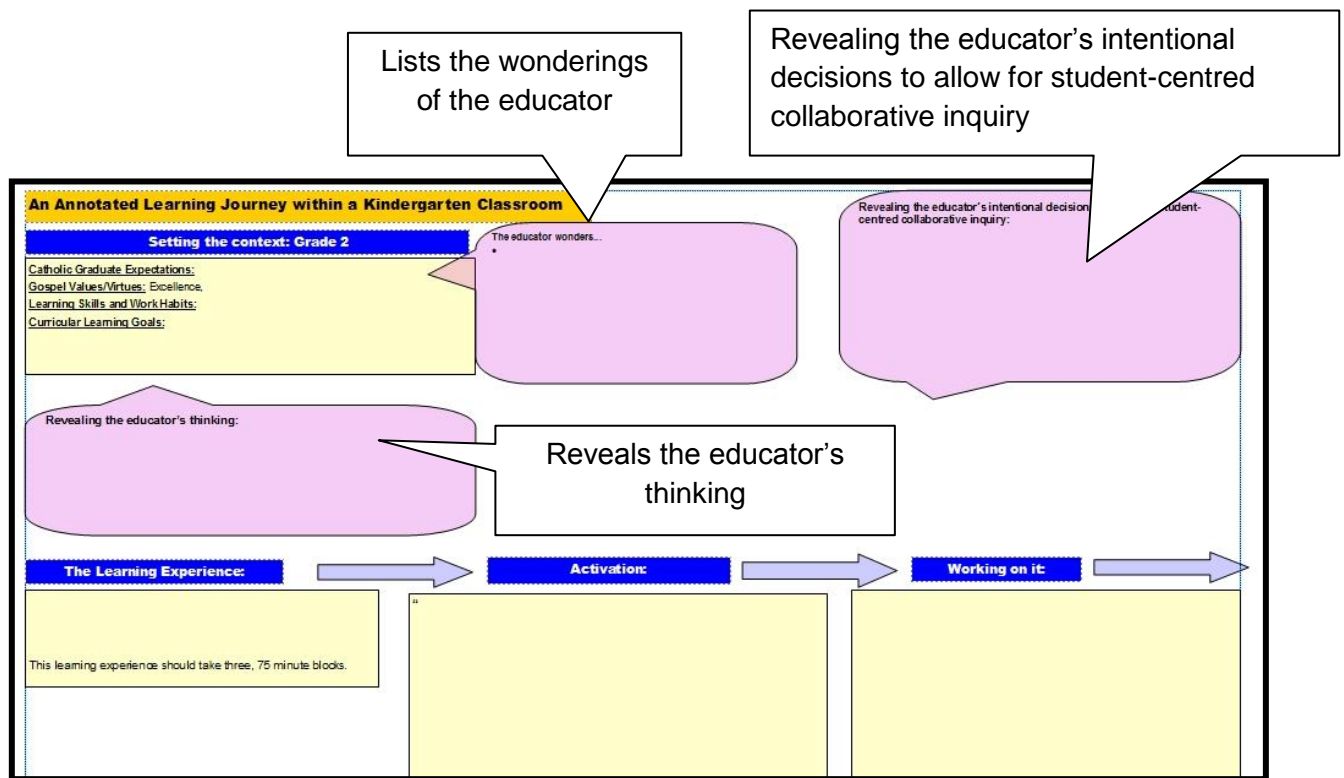 Lists the wonderings
of the educator
Revealing the educator's intentional
decisions to allow for student-centred
collaborative inquiry
An Annotated Learning Journey within a Kindergarten Classroom
Setting the context: Grade 2
Catholic Graduate Expectations:
Gospel Values/Virtues: Excellence,
Learning Skills and Work Habits:
Curricular Learning Goals:
The educator wonders...
•
Revealing the educator's intentional decision student-
centred collaborative inquiry:
Revealing the educator's thinking:
Reveals the educator's
thinking
The Learning Experience:
Activation:
Working on it:
This learning experience should take three, 75 minute blocks.
“